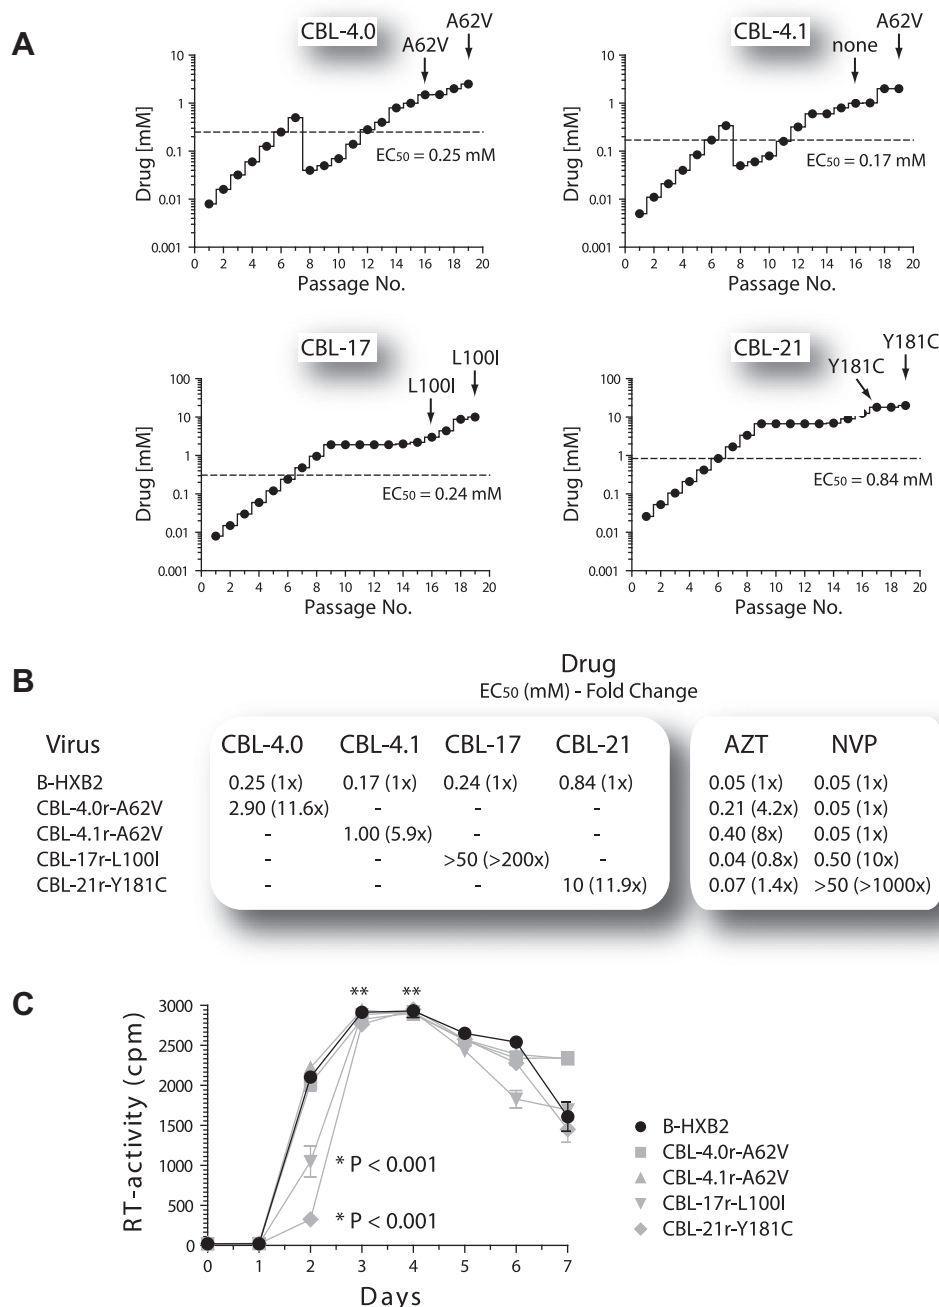 A
CBL-4.0
A62V
A62V
Drug [mM]
10
1
0.1
0.01
0.001
EC50 = 0.25 mM
0 2 4 6 8 10 12 14 16 18 20
Passage No.
CBL-4.1
none
A62V
Drug [mM]
10
1
0.1
0.01
0.001
EC50 = 0.17 mM
0 2 4 6 8 10 12 14 16 18 20
Passage No.
CBL-17
L100I
L100I
Drug [mM]
100
10
1
0.1
0.01
0.001
EC50 = 0.24 mM
0 2 4 6 8 10 12 14 16 18 20
Passage No.
CBL-21
Y181C
Y181C
Drug [mM]
100
10
1
0.1
0.01
0.001
EC50 = 0.84 mM
0 2 4 6 8 10 12 14 16 18 20
Passage No.
B
Drug
EC50 (mM) - Fold Change
Virus CBL-4.0 CBL-4.1 CBL-17 CBL-21 AZT NVP
B-HXB2 0.25 (1x) 0.17 (1x) 0.24 (1x) 0.84 (1x) 0.05 (1x) 0.05 (1x)
CBL-4.0r-A62V 2.90 (11.6x) - - - 0.21 (4.2x) 0.05 (1x)
CBL-4.1r-A62V - 1.00 (5.9x) - - 0.40 (8x) 0.05 (1x)
CBL-17r-L100I - - >50 (>200x) - 0.04 (0.8x) 0.50 (10x)
CBL-21r-Y181C - - - 10 (11.9x) 0.07 (1.4x) >50 (>1000x)
C
RT-activity (cpm)
3000
2500
2000
1500
1000
500
0
** **
* P < 0.001
* P < 0.001
0 1 2 3 4 5 6 7
Days
B-HXB2
CBL-4.0r-A62V
CBL-4.1r-A62V
CBL-17r-L100I
CBL-21r-Y181C